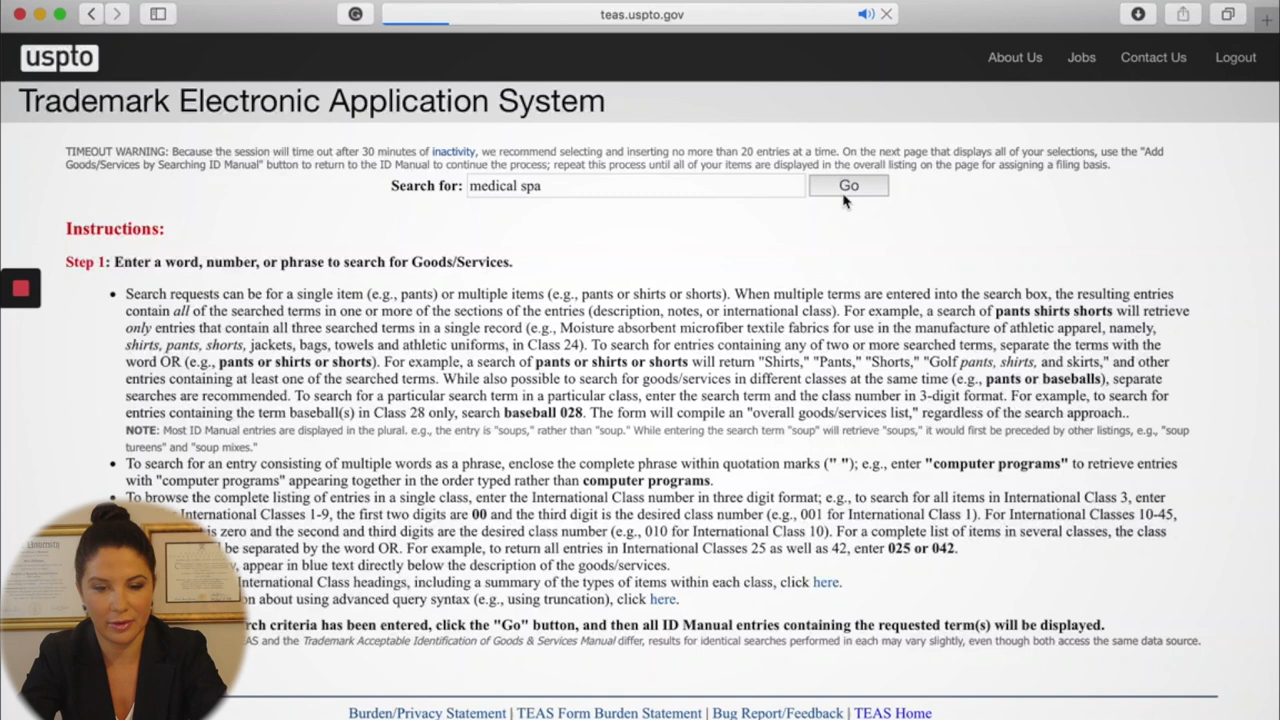 teas.uspto.gov
uspto
About Us Jobs Contact Us Logout
Trademark Electronic Application System
TIMEOUT WARNING: Because the session will time out after 30 minutes of inactivity, we recommend selecting and inserting no more than 20 entries at a time. On the next page that displays all of your selections, use the "Add
Goods/Services by Searching ID Manual" button to return to the ID Manual to continue the process; repeat this process until all of your items are displayed in the overall listing on the page for assigning a filing basis.
Search for: medical spa Go
Instructions:
Step 1: Enter a word, number, or phrase to search for Goods/Services.
• Search requests can be for a single item (e.g., pants) or multiple items (e.g., pants or shirts or shorts). When multiple terms are entered into the search box, the resulting entries
contain all of the searched terms in one or more of the sections of the entries (description, notes, or international class). For example, a search of pants shirts shorts will retrieve
only entries that contain all three searched terms in a single record (e.g., Moisture absorbent microfiber textile fabrics for use in the manufacture of athletic apparel, namely,
shirts, pants, shorts, jackets, bags, towels and athletic uniforms, in Class 24). To search for entries containing any of two or more searched terms, separate the terms with the
word OR (e.g., pants or shirts or shorts). For example, a search of pants or shirts or shorts will return "Shirts," "Pants," "Shorts," "Golf pants, shirts, and skirts," and other
entries containing at least one of the searched terms. While also possible to search for goods/services in different classes at the same time (e.g., pants or baseballs), separate
searches are recommended. To search for a particular search term in a particular class, enter the search term and the class number in 3-digit format. For example, to search for
entries containing the term baseball(s) in Class 28 only, search baseball 028. The form will compile an "overall goods/services list," regardless of the search approach..
NOTE: Most ID Manual entries are displayed in the plural. e.g., the entry is "soups," rather than "soup." While entering the search term "soup" will retrieve "soups," it would first be preceded by other listings, e.g., "soup
tureens" and "soup mixes."
• To search for an entry consisting of multiple words as a phrase, enclose the complete phrase within quotation marks (" "); e.g., enter "computer programs" to retrieve entries
with "computer programs" appearing together in the order typed rather than computer programs.
• To browse the complete listing of entries in a single class, enter the International Class number in three digit format; e.g., to search for all items in International Class 3, enter
International Classes 1-9, the first two digits are 00 and the third digit is the desired class number (e.g., 001 for International Class 1). For International Classes 10-45,
is zero and the second and third digits are the desired class number (e.g., 010 for International Class 10). For a complete list of items in several classes, the class
be separated by the word OR. For example, to return all entries in International Classes 25 as well as 42, enter 025 or 042.
, appear in blue text directly below the description of the goods/services.
International Class headings, including a summary of the types of items within each class, click here.
on about using advanced query syntax (e.g., using truncation), click here.
rch criteria has been entered, click the "Go" button, and then all ID Manual entries containing the requested term(s) will be displayed.
AS and the Trademark Acceptable Identification of Goods & Services Manual differ, results for identical searches performed in each may vary slightly, even though both access the same data source.
Burden/Privacy Statement | TEAS Form Burden Statement | Bug Report/Feedback | TEAS Home